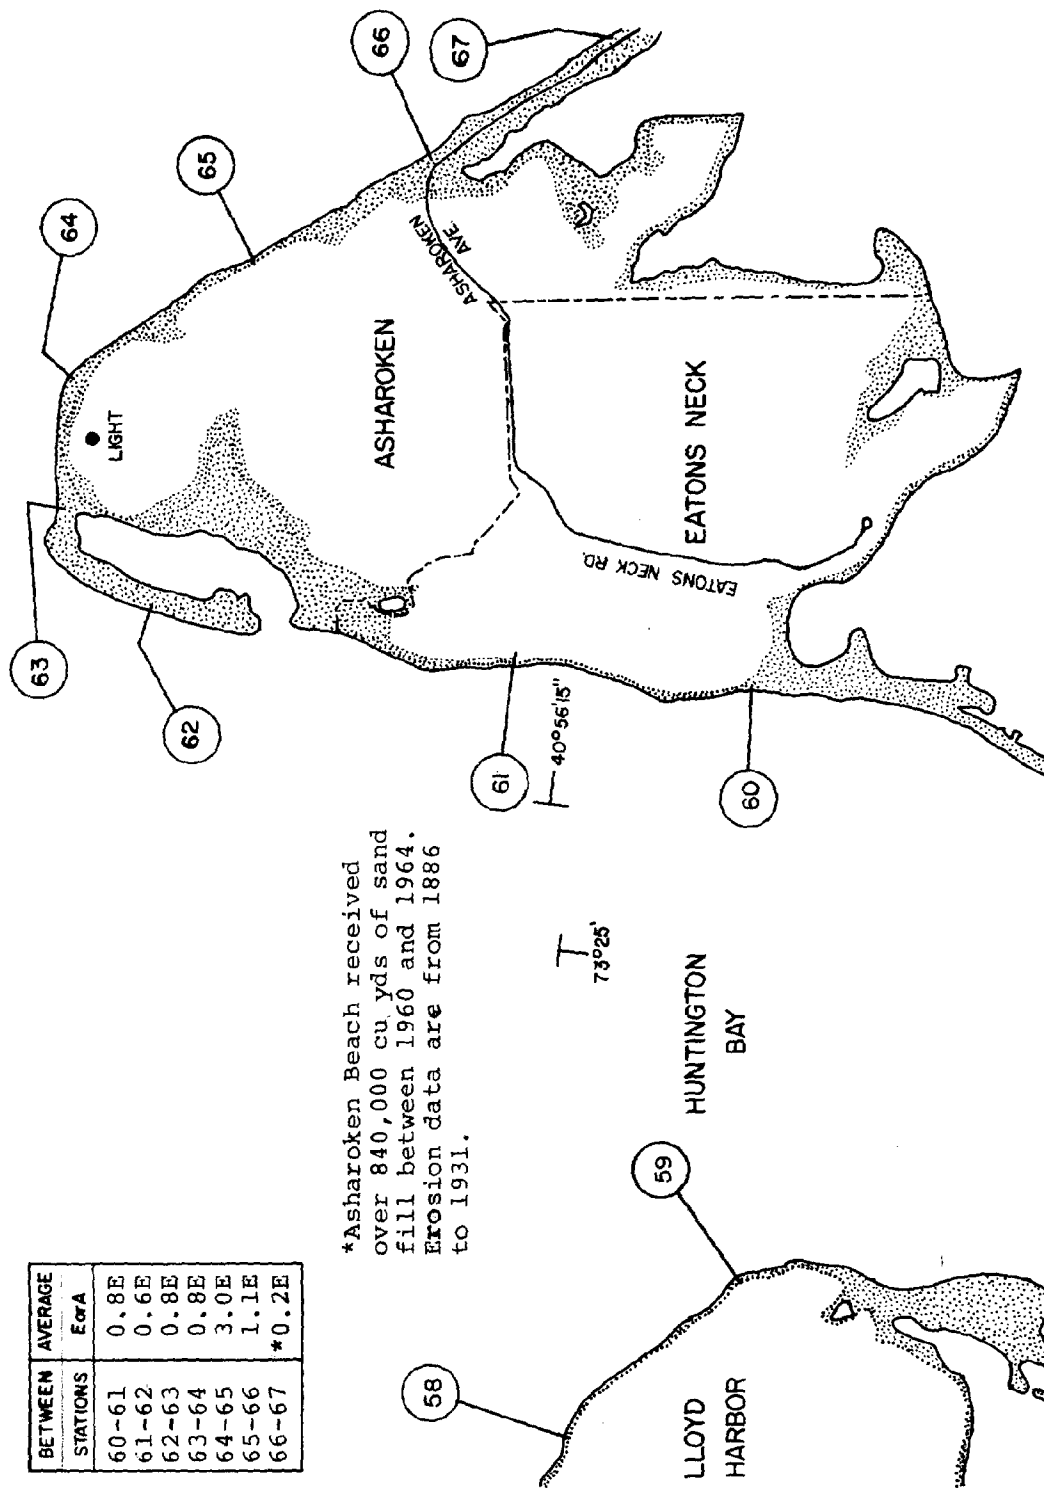 BETWEEN AVERAGE
STATIONS E or A
60-61 0.8E
61-62 0.6E
62-63 0.8E
63-64 0.8E
64-65 3.0E
65-66 1.1E
66-67 *0.2E
*Asharoken Beach received
over 840,000 cu yds of sand
fill between 1960 and 1964.
Erosion data are from 1886
to 1931.
58
59
60
61
62
63
64
65
66
67
LIGHT
ASHAROKEN
ASHAROKEN
AVE.
EATONS NECK
EATONS NECK RD.
40°56'15"
73°25'
HUNTINGTON
BAY
LLOYD
HARBOR